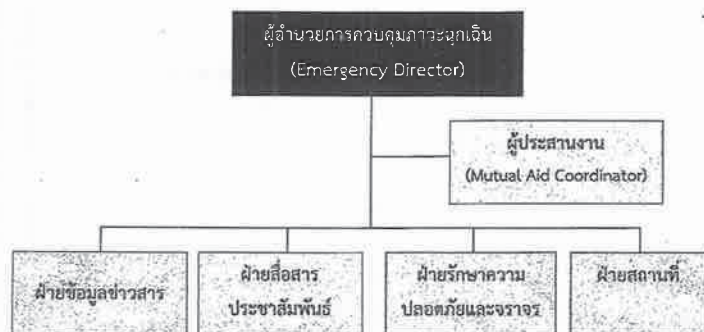 ผู้อำนวยการควบคุมภาวะฉุกเฉิน
(Emergency Director)
ผู้ประสานงาน
(Mutual Aid Coordinator)
ฝ่ายข้อมูลข่าวสาร
ฝ่ายสื่อสาร
ประชาสัมพันธ์
ฝ่ายรักษาความ
ปลอดภัยและจราจร
ฝ่ายสถานที่